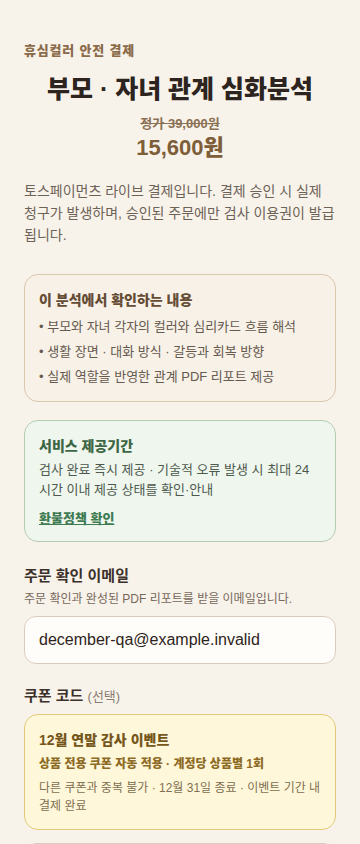 휴심컬러 안전 결제
부모 · 자녀 관계 심화분석
정가 39,000원
15,600원
토스페이먼츠 라이브 결제입니다. 결제 승인 시 실제
청구가 발생하며, 승인된 주문에만 검사 이용권이 발급
됩니다.
이 분석에서 확인하는 내용
• 부모와 자녀 각자의 컬러와 심리카드 흐름 해석
• 생활 장면 · 대화 방식 · 갈등과 회복 방향
• 실제 역할을 반영한 관계 PDF 리포트 제공
서비스 제공기간
검사 완료 즉시 제공 · 기술적 오류 발생 시 최대 24
시간 이내 제공 상태를 확인·안내
환불정책 확인
주문 확인 이메일
주문 확인과 완성된 PDF 리포트를 받을 이메일입니다.
december-qa@example.invalid
쿠폰 코드 (선택)
12월 연말 감사 이벤트
상품 전용 쿠폰 자동 적용 · 계정당 상품별 1회
다른 쿠폰과 중복 불가 · 12월 31일 종료 · 이벤트 기간 내
결제 완료